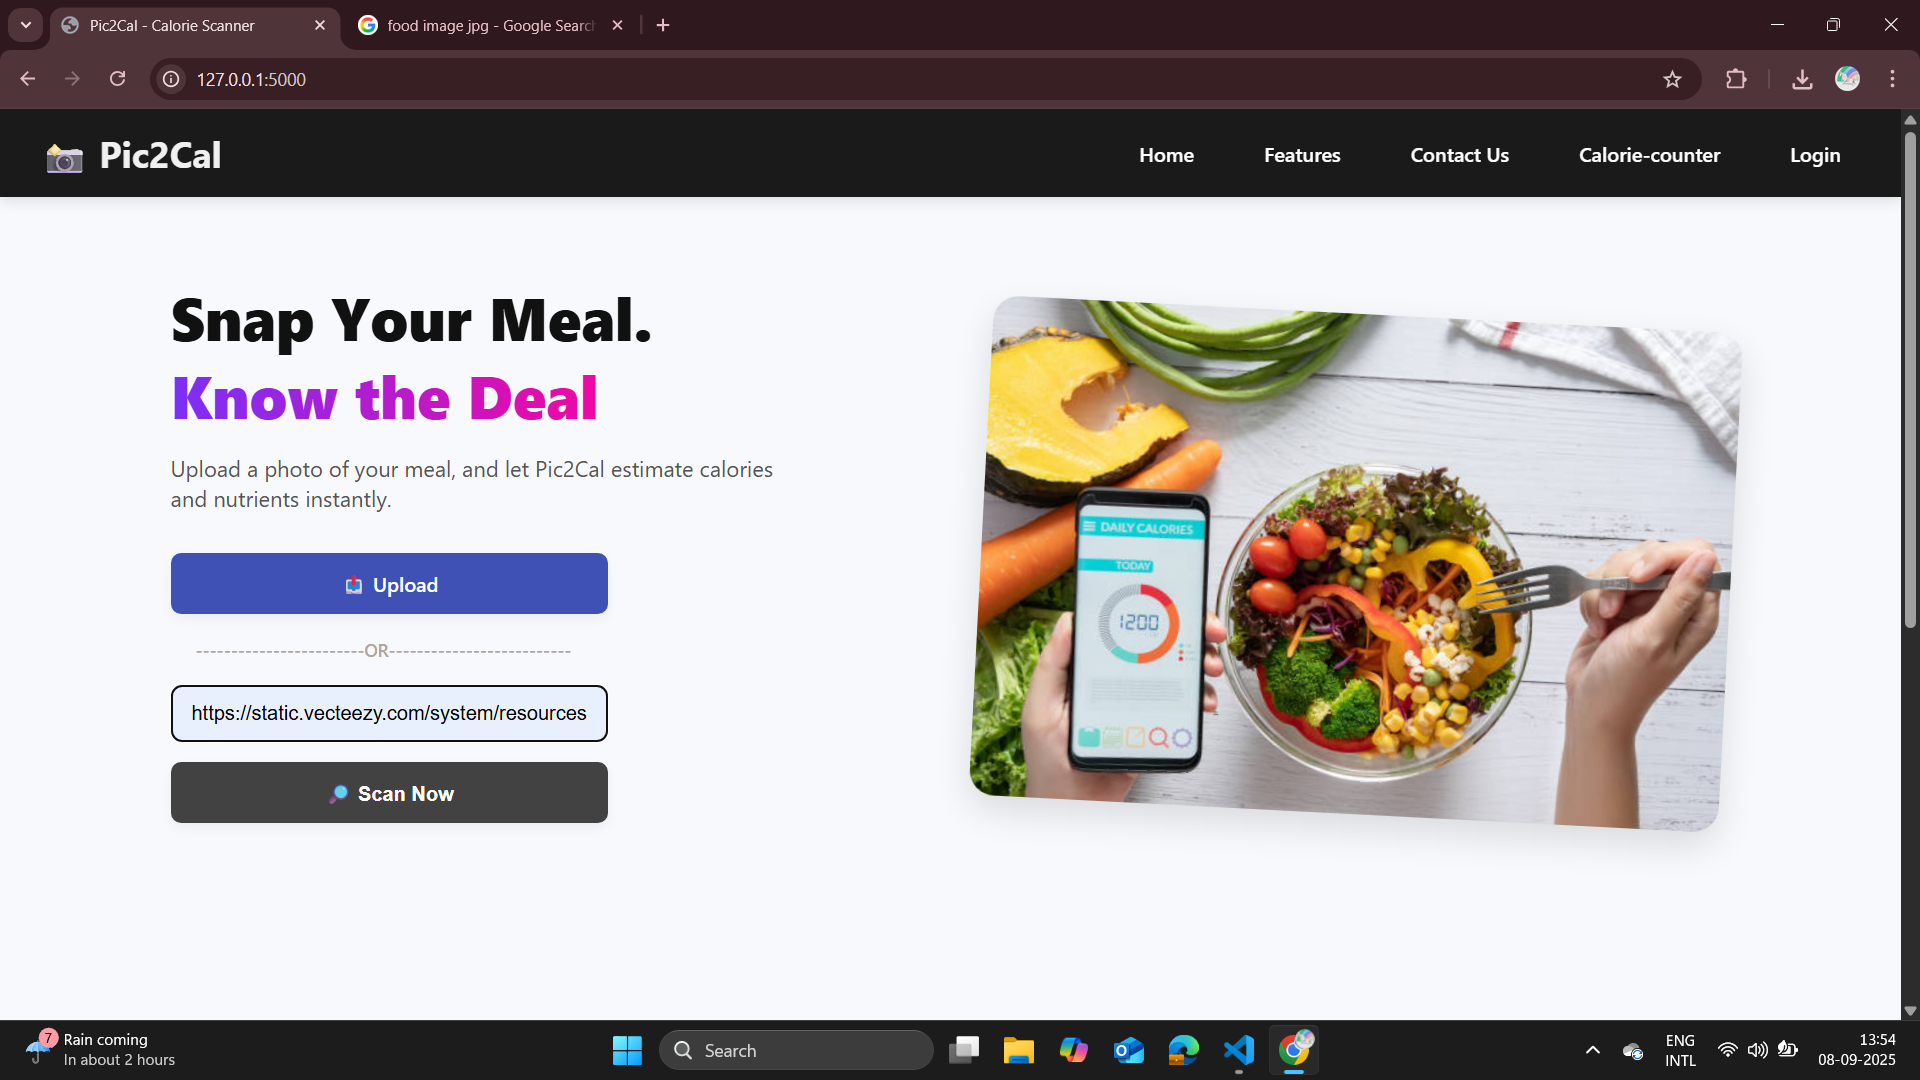 Pic2Cal - Calorie Scanner
food image jpg - Google Searc
127.0.0.1:5000
Pic2Cal
Home
Features
Contact Us
Calorie-counter
Login
Snap Your Meal.
Know the Deal
Upload a photo of your meal, and let Pic2Cal estimate calories
and nutrients instantly.
Upload
------------------------OR--------------------------
https://static.vecteezy.com/system/resources
Scan Now
DAILY CALORIES
TODAY
1200
7
Rain coming
In about 2 hours
Search
ENG
INTL
13:54
08-09-2025